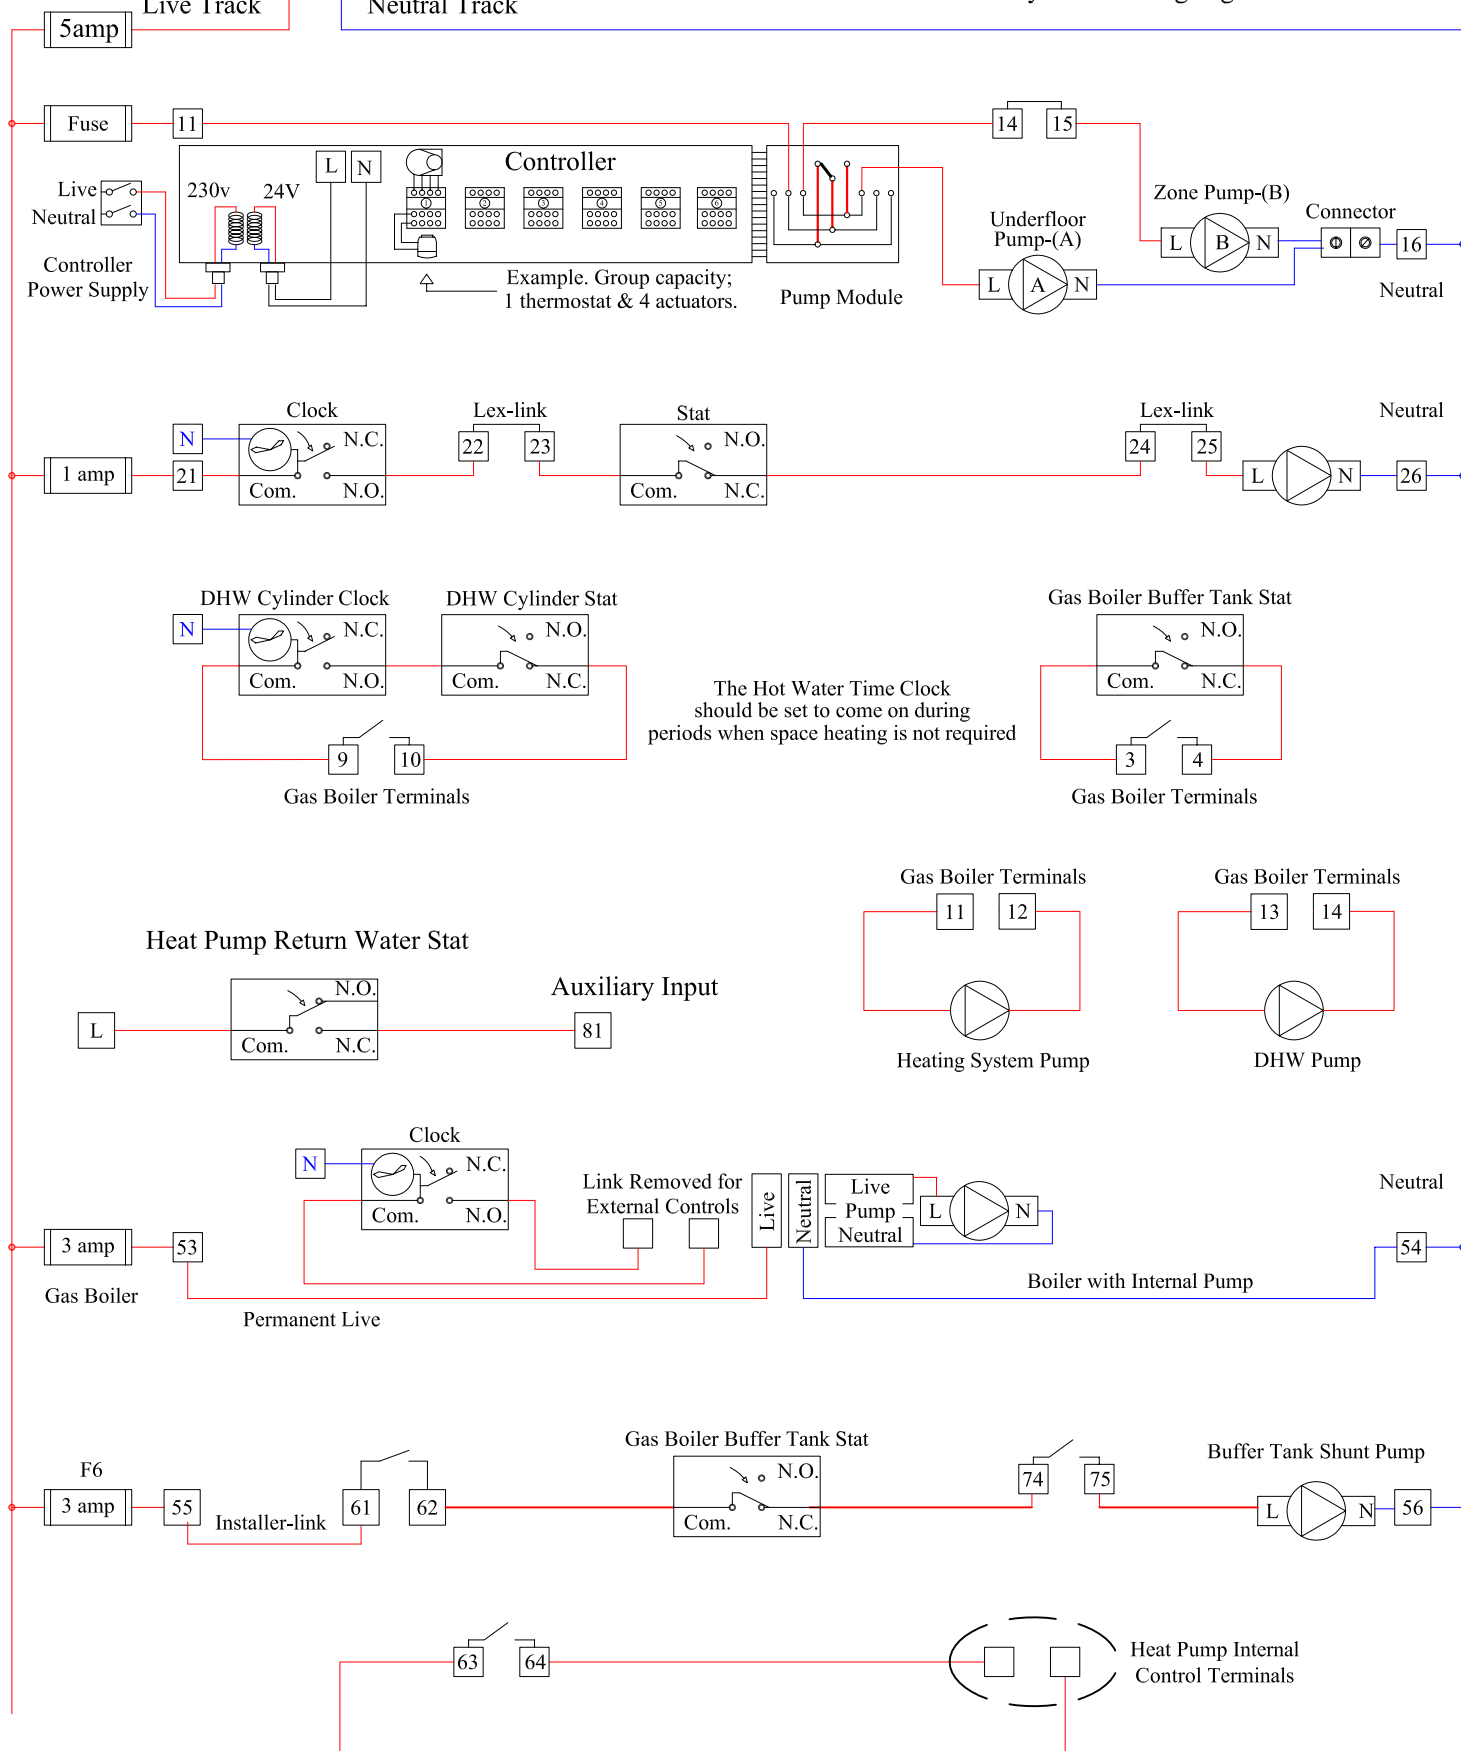 Live Track
Neutral Track
5amp
Fuse
11
14
15
Controller
L
N
230v
24V
Live
Neutral
Controller
Power Supply
1
2
3
4
5
6
Example. Group capacity;
1 thermostat & 4 actuators.
Pump Module
Underfloor
Pump-(A)
L
A
N
Zone Pump-(B)
L
B
N
Connector
16
Neutral
Clock
Lex-link
Stat
Lex-link
Neutral
N
N.C.
22
23
N.O.
24
25
1 amp
21
Com.
N.O.
Com.
N.C.
L
N
26
DHW Cylinder Clock
DHW Cylinder Stat
Gas Boiler Buffer Tank Stat
N
N.C.
N.O.
N.O.
Com.
N.O.
Com.
N.C.
Com.
N.C.
The Hot Water Time Clock
should be set to come on during
periods when space heating is not required
9
10
3
4
Gas Boiler Terminals
Gas Boiler Terminals
Gas Boiler Terminals
Gas Boiler Terminals
11
12
13
14
Heat Pump Return Water Stat
Auxiliary Input
N.O.
L
Com.
N.C.
81
Heating System Pump
DHW Pump
Clock
N
N.C.
Com.
N.O.
Link Removed for
External Controls
Live
Neutral
Live
Pump
Neutral
L
N
Neutral
3 amp
53
54
Gas Boiler
Boiler with Internal Pump
Permanent Live
Gas Boiler Buffer Tank Stat
Buffer Tank Shunt Pump
F6
N.O.
74
75
3 amp
55
61
62
Installer-link
Com.
N.C.
L
N
56
63
64
Heat Pump Internal
Control Terminals